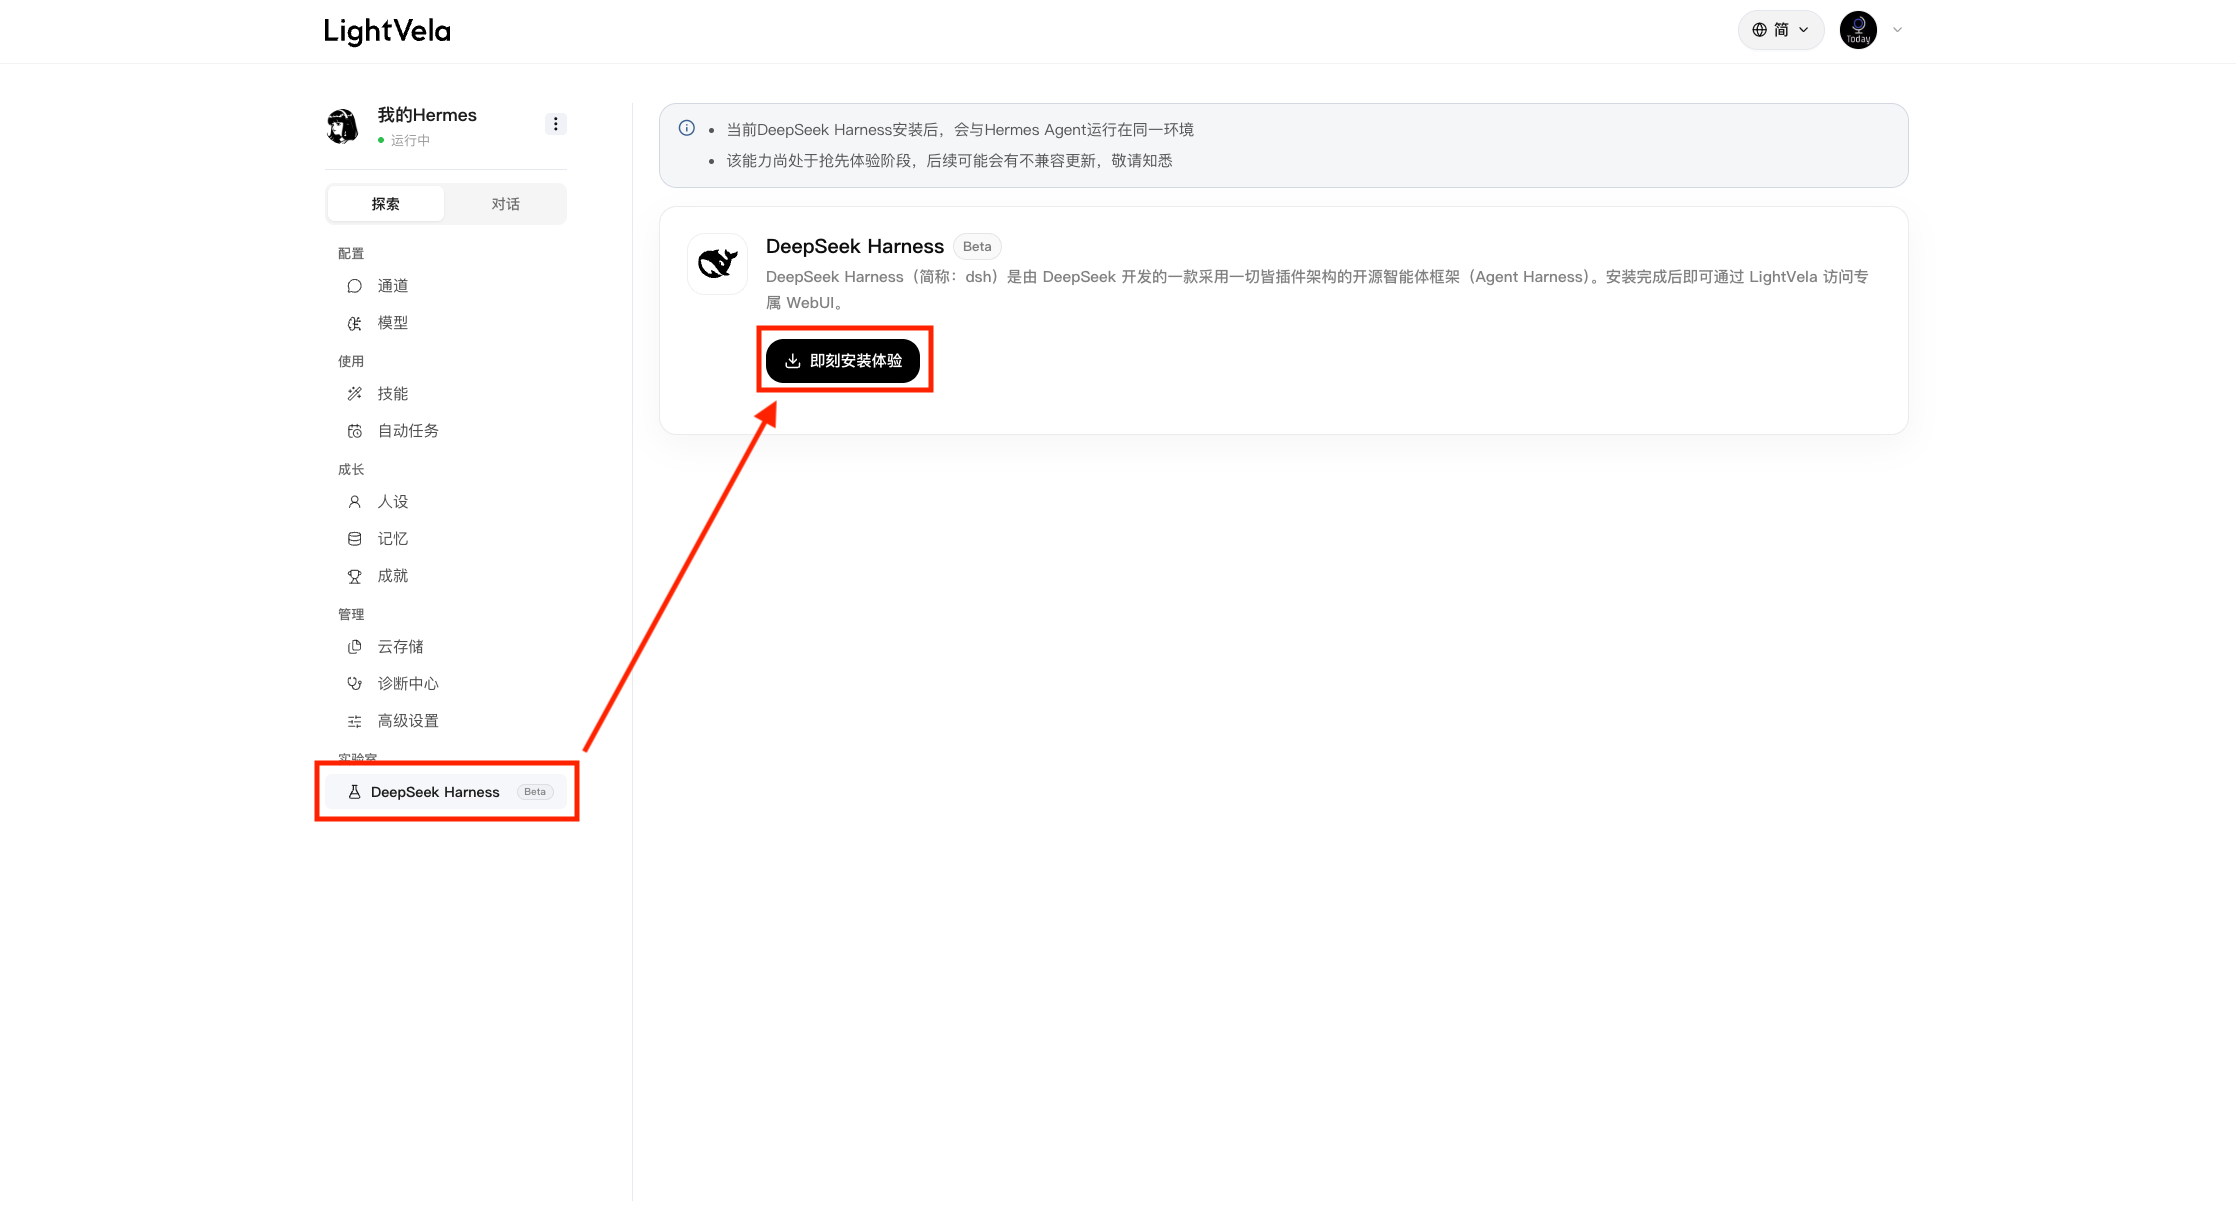 LightVela
简
Today
我的Hermes
运行中
探索
对话
配置
通道
模型
使用
技能
自动任务
成长
人设
记忆
成就
管理
云存储
诊断中心
高级设置
实验室
DeepSeek Harness Beta
当前DeepSeek Harness安装后，会与Hermes Agent运行在同一环境
该能力尚处于抢先体验阶段，后续可能会有不兼容更新，敬请知悉
DeepSeek Harness Beta
DeepSeek Harness（简称：dsh）是由 DeepSeek 开发的一款采用一切皆插件架构的开源智能体框架（Agent Harness）。安装完成后即可通过 LightVela 访问专
属 WebUI。
即刻安装体验